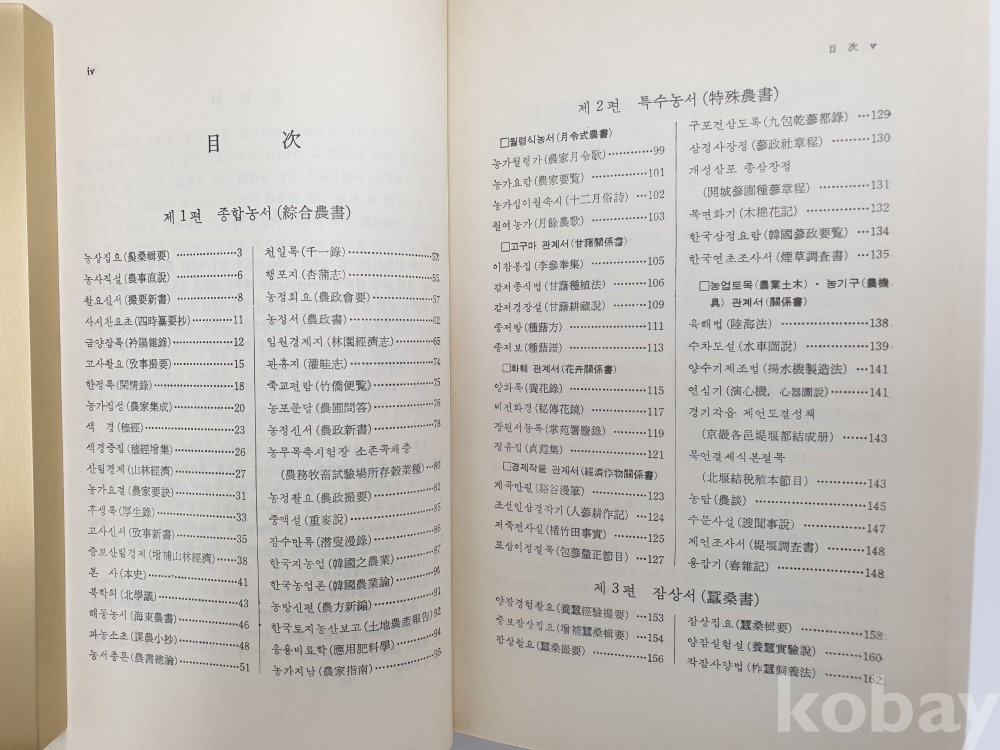 iv
目 次
제1편 종합농서(綜合農書)
농상집요(農桑輯要)················3
농사직설(農事直說)················6
촬요신서(撮要新書)················8
사시찬요초(四時纂要抄)············11
금양잡록(衿陽雜錄)················12
고사촬요(攷事撮要)················15
한정록(閑情錄)····················18
농가집성(農家集成)················20
색 경(穡經)······················23
색경증집(穡經增集)················26
산림경제(山林經濟)················27
농가요결(農家要訣)················31
후생록(厚生錄)····················33
고사신서(攷事新書)················35
증보산림경제(增補山林經濟)········38
본 사(本史)······················41
북학의(北學議)····················43
해동농서(海東農書)················46
과농소초(課農小抄)················48
농서총론(農書總論)················51
천일록(千一錄)····················52
행포지(杏蒲志)····················55
농정회요(農政會要)················57
농정서(農政書)····················62
임원경제지(林園經濟志)············65
관휴지(灌畦志)····················74
죽교편람(竹僑便覧)················75
농포문답(農圃問答)················76
농정신서(農政新書)················78
농무목축시험장 소존곡채종
(農務牧畜試驗場所存穀菜種)····80
농정촬요(農政撮要)················82
중맥설(重麥說)····················85
잠수만록(潛叟漫錄)················86
한국지농업(韓國之農業)············87
한국농업론(韓國農業論)············91
농방신편(農方新編)················91
한국토지농산보고(土地農產報告)92
응용비료학(應用肥料學)············94
농가지남(農家指南)················95
目 次 v
제2편 특수농서(特殊農書)
□월령식농서(月令式農書)
농가월령가(農家月令歌)············99
농가요람(農家要覧)················101
농가십이월속시(十二月俗詩)········102
월여농가(月餘農歌)················103
□고구마 관계서(甘藷關係書)
이참봉집(李參奉集)················105
감저종식법(甘藷種植法)············106
감저경장설(甘藷耕藏說)············109
종저방(種藷方)····················111
종저보(種藷譜)····················113
□화훼 관계서(花卉關係書)
양화록(養花錄)····················115
비전화경(秘傳花鏡)················117
장원서등록(掌苑署謄錄)············119
정유집(貞蕤集)····················121
□경제작물 관계서(經濟作物關係書)
계곡만필(谿谷漫筆)················123
조선인삼경작기(人蔘耕作記)········124
저죽전사실(楮竹田事實)············125
포삼이정절목(包蔘釐正節目)········127
구포건삼도록(九包乾蔘都錄)····129
삼정사장정(蔘政社章程)········130
개성삼포 종삼장정
(開城蔘圃種蔘章程)············131
목면화기(木棉花記)············132
한국삼정요람(韓國蔘政要覧)····134
한국연초조사서(煙草調査書)····135
□농업토목(農業土木)·농기구(農機
具) 관계서(關係書)
육해법(陸海法)················138
수차도설(水車圖說)············139
양수기제조법(揚水機製造法)····141
연심기(演心機, 心器圖說)······141
경기각읍 제언도결성책
(京畿各邑堤堰都結成册)········143
북언결세식본절목
(北堰結稅殖本節目)············143
농담(農談)····················145
수문사설(謏聞事說)············147
제언조사서(堤堰調査書)········148
용잡기(舂雜記)················148
제3편 잠상서(蠶桑書)
양잠경험촬요(養蠶經驗撮要)····153
증보잠상집요(增補蠶桑輯要)····154
잠상촬요(蠶桑撮要)············156
잠상집요(蠶桑輯要)············158
양잠실험설(養蠶實驗說)········160
작잠사양법(柞蠶飼養法)········162
kobay